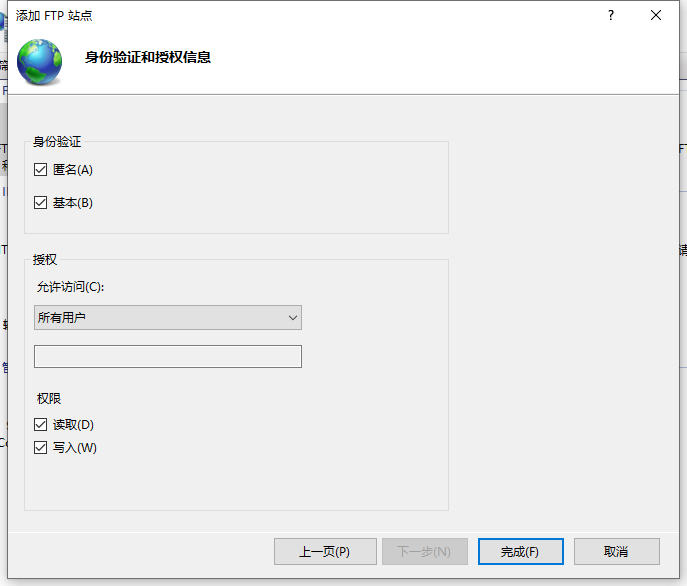 添加 FTP 站点
?
身份验证和授权信息
身份验证
匿名(A)
基本(B)
授权
允许访问(C):
所有用户
权限
读取(D)
写入(W)
上一页(P) 下一步(N) 完成(F) 取消